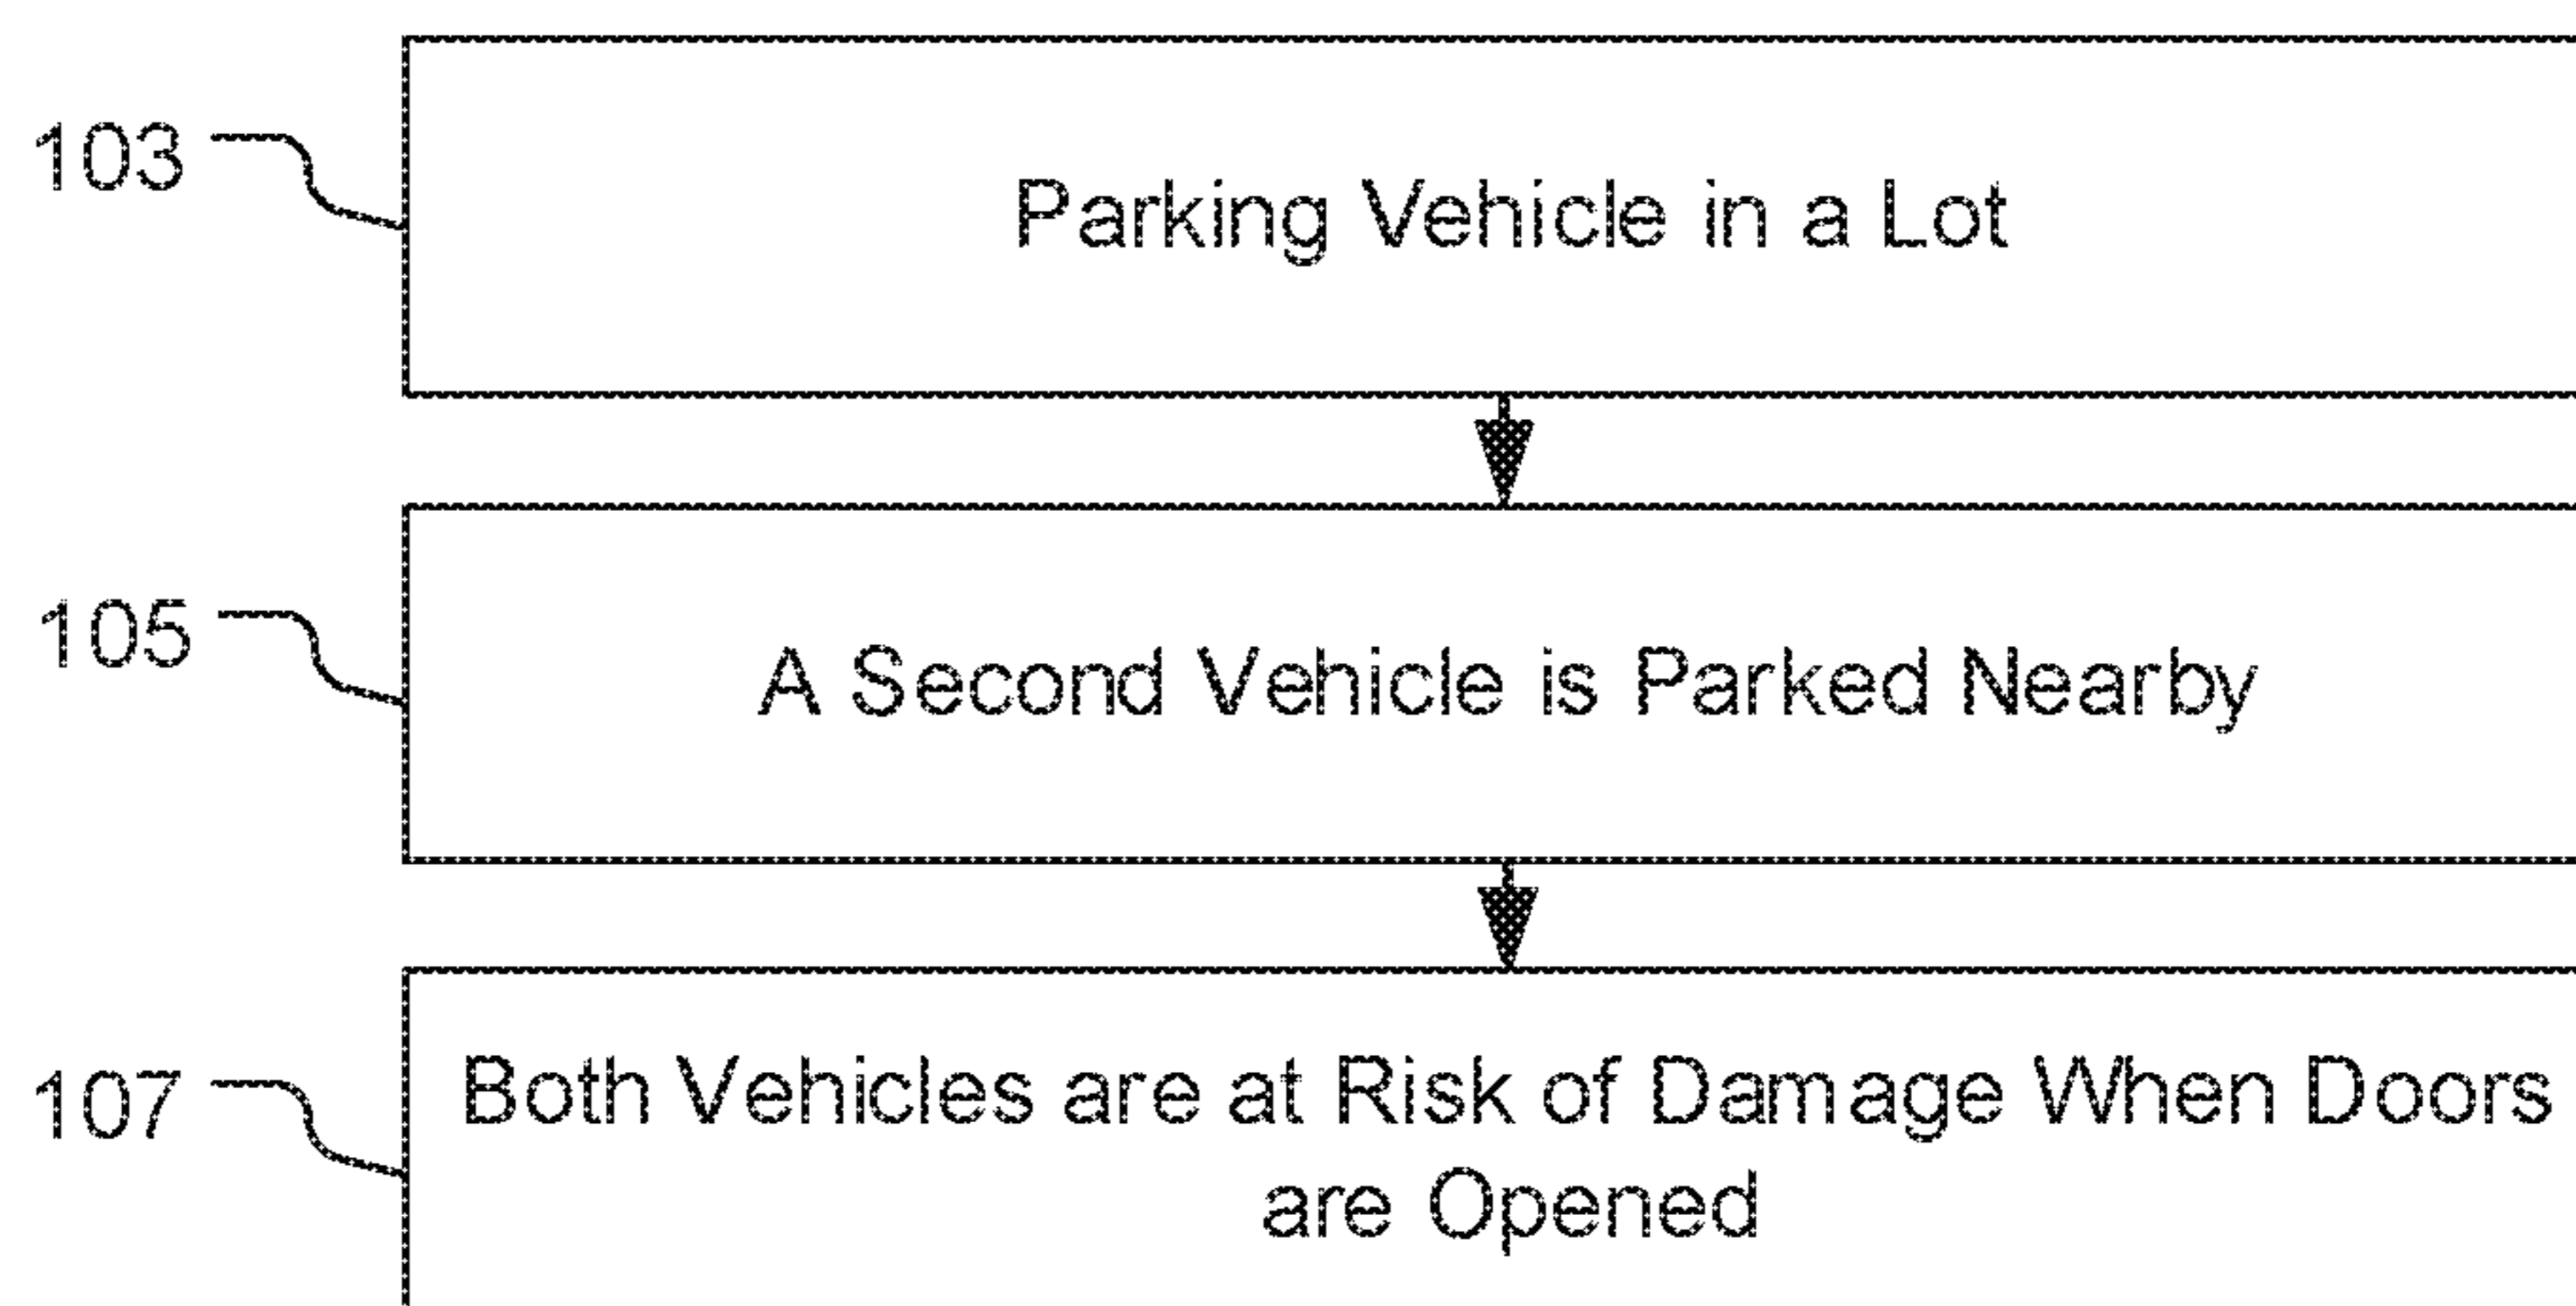 103
Parking Vehicle in a Lot
105
A Second Vehicle is Parked Nearby
107
Both Vehicles are at Risk of Damage When Doors
are Opened